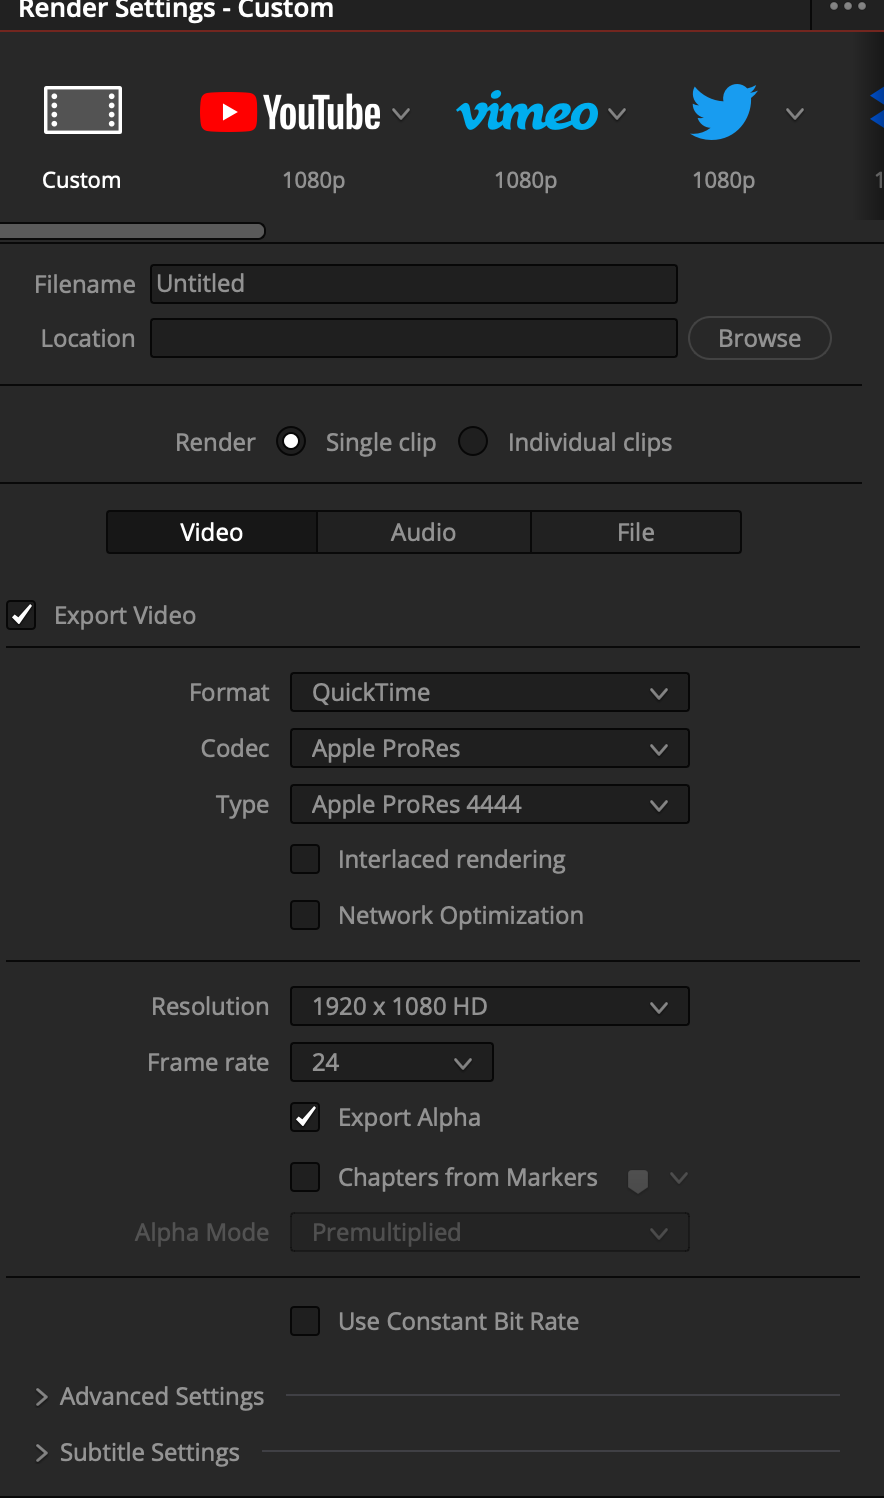 Render Settings - Custom
YouTube
vimeo
Custom
1080p
1080p
1080p
1
Filename
Untitled
Location
Browse
Render
Single clip
Individual clips
Video
Audio
File
Export Video
Format
QuickTime
Codec
Apple ProRes
Type
Apple ProRes 4444
Interlaced rendering
Network Optimization
Resolution
1920 x 1080 HD
Frame rate
24
Export Alpha
Chapters from Markers
Alpha Mode
Premultiplied
Use Constant Bit Rate
Advanced Settings
Subtitle Settings